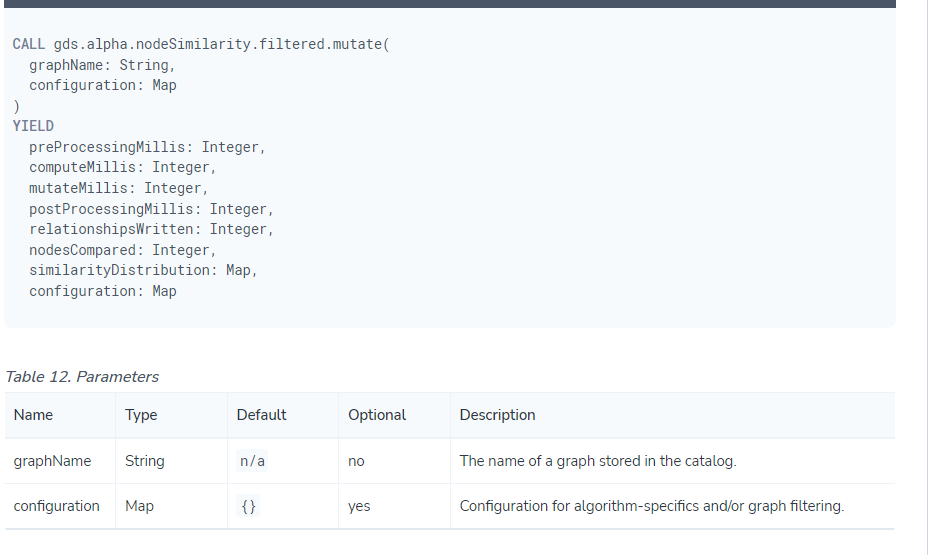 CALL gds.alpha.nodeSimilarity.filtered.mutate(
  graphName: String,
  configuration: Map
)
YIELD
  preProcessingMillis: Integer,
  computeMillis: Integer,
  mutateMillis: Integer,
  postProcessingMillis: Integer,
  relationshipsWritten: Integer,
  nodesCompared: Integer,
  similarityDistribution: Map,
  configuration: Map
Table 12. Parameters
Name Type Default Optional Description
graphName String n/a no The name of a graph stored in the catalog.
configuration Map {} yes Configuration for algorithm-specifics and/or graph filtering.